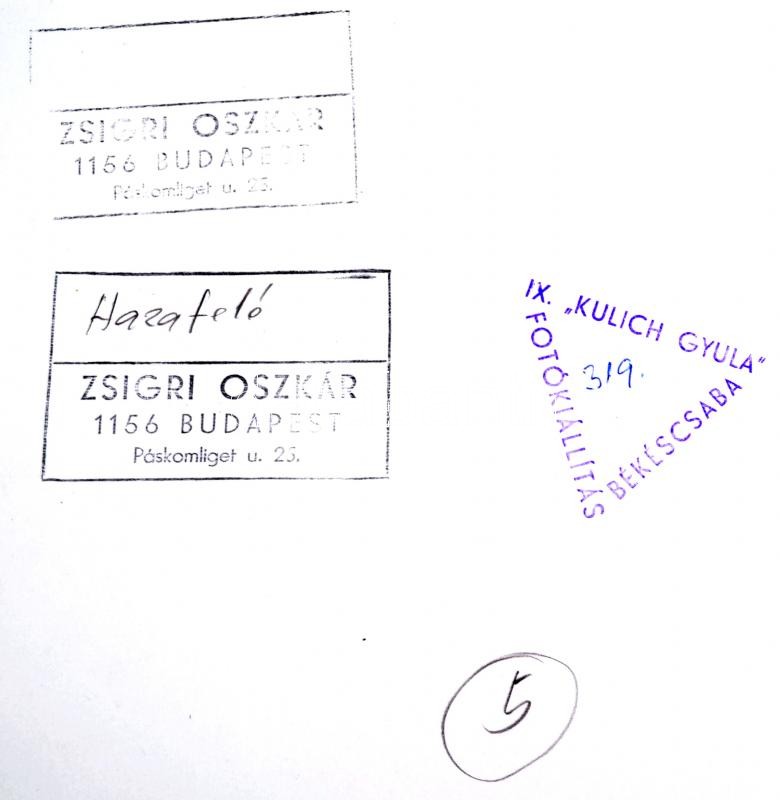 ZSIGRI OSZKÁR
1156 BUDAPEST
Páskomliget u. 25.
Hazafelé
ZSIGRI OSZKÁR
1156 BUDAPEST
Páskomliget u. 25.
IX. „KULICH GYULA"
FOTÓKIÁLLÍTÁS
BÉKÉSCSABA
319.
5